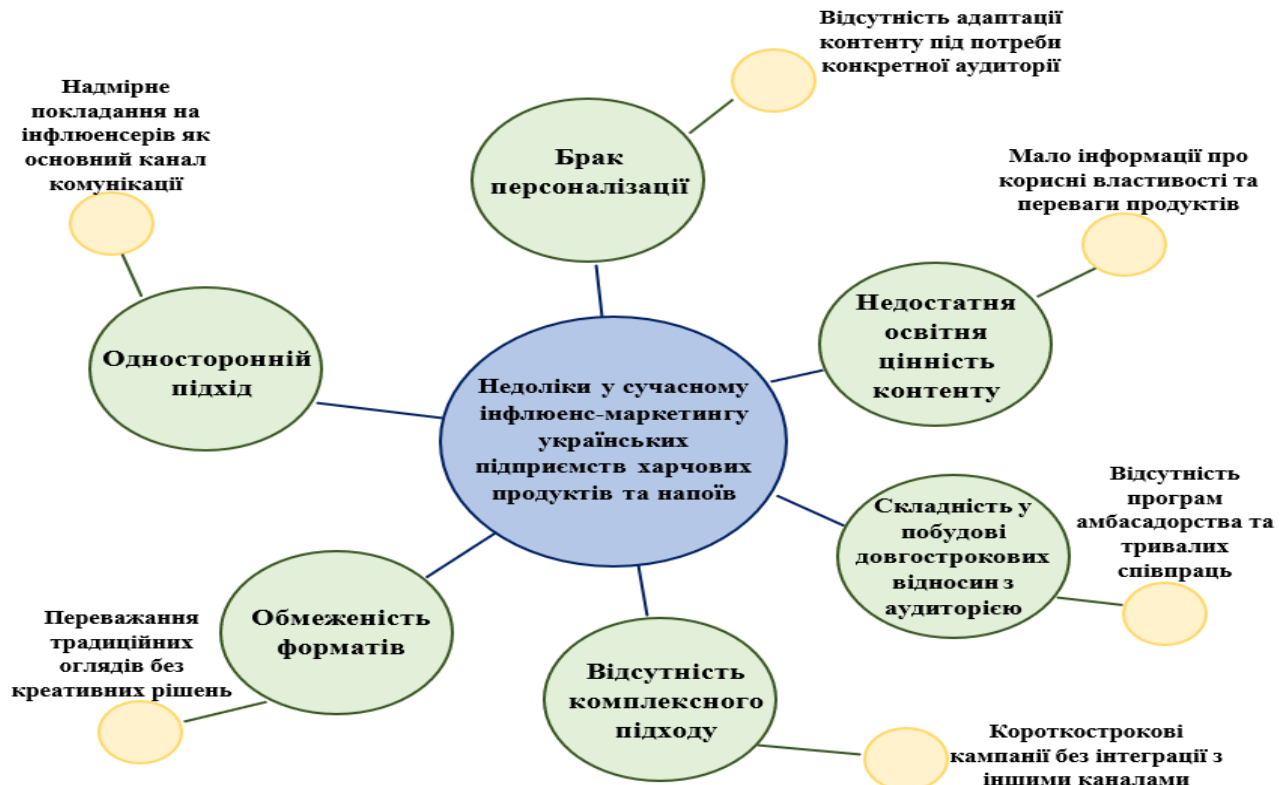 Відсутність адаптації
контенту під потреби
конкретної аудиторії
Надмірне
покладання на
інфлюенсерів як
основний канал
комунікації
Брак
персоналізації
Мало інформації про
корисні властивості та
переваги продуктів
Недостатня
освітня
цінність
контенту
Односторонній
підхід
Недоліки у сучасному
інфлюенс-маркетингу
українських
підприємств харчових
продуктів та напоїв
Складність у
побудові
довгострокових
відносин з
аудиторією
Відсутність
програм
амбасадорства та
тривалих
співпраць
Обмеженість
форматів
Переважання
традиційних
оглядів без
креативних рішень
Відсутність
комплексного
підходу
Короткострокові
кампанії без інтеграції з
іншими каналами